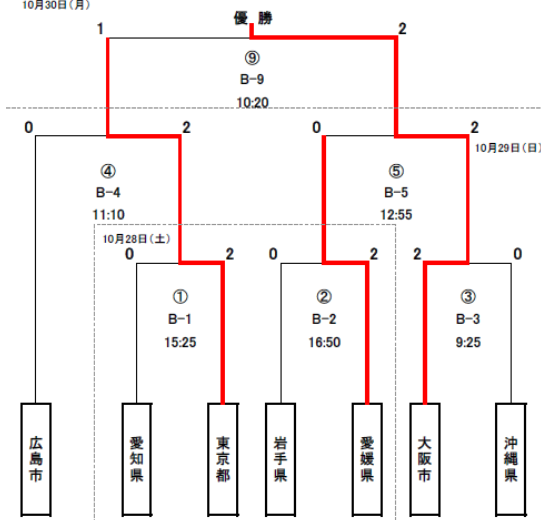 10月30日(月)
優勝
1 2
⑨
B-9
10:20
0 2 0 2
10月29日(日)
④ ⑤
B-4 B-5
11:10 12:55
10月28日(土)
0 2 0 2 2 0
① ② ③
B-1 B-2 B-3
15:25 16:50 9:25
広島市 愛知県 東京都 岩手県 愛媛県 大阪市 沖縄県